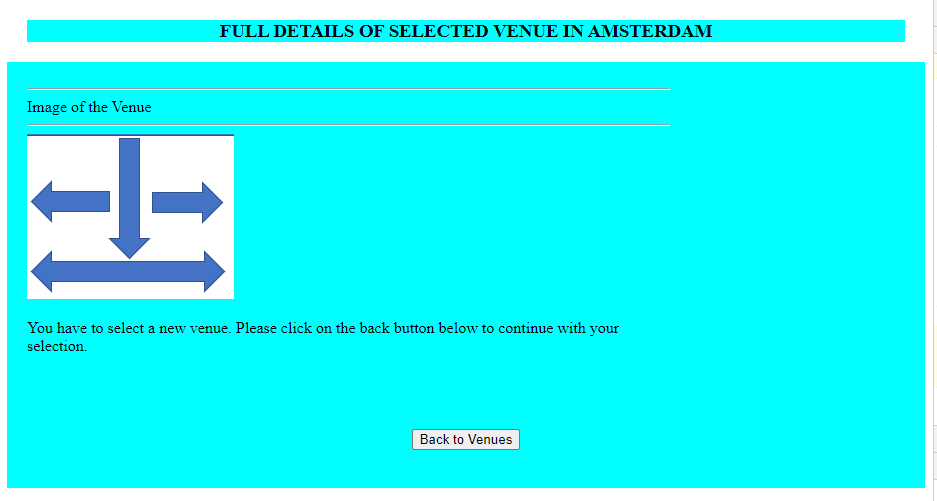 FULL DETAILS OF SELECTED VENUE IN AMSTERDAM
Image of the Venue
You have to select a new venue. Please click on the back button below to continue with your
selection.
Back to Venues